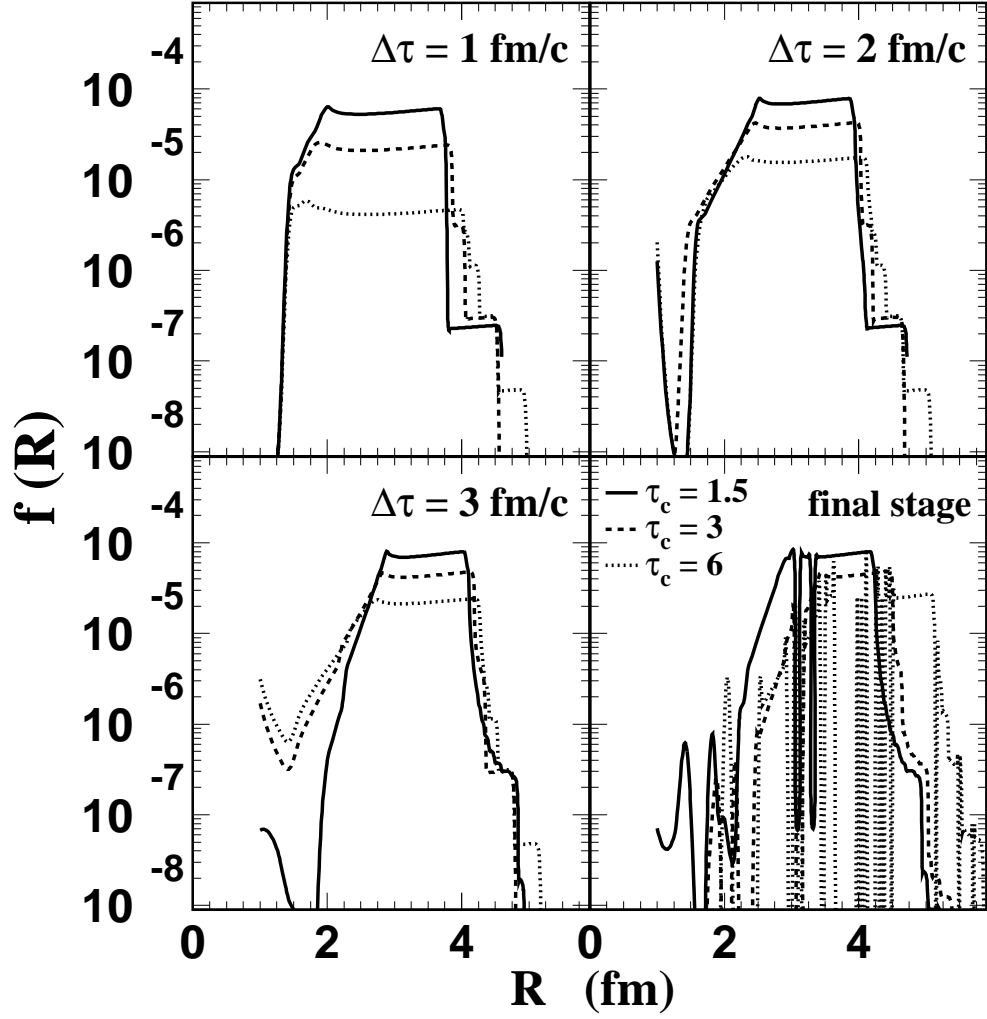 Δτ = 1 fm/c
Δτ = 2 fm/c
10 -4
10 -5
10 -6
10 -7
10 -8
Δτ = 3 fm/c
final stage
τc = 1.5
τc = 3
τc = 6
10 -4
10 -5
10 -6
10 -7
10 -8
f (R)
0 2 4 0 2 4
R (fm)